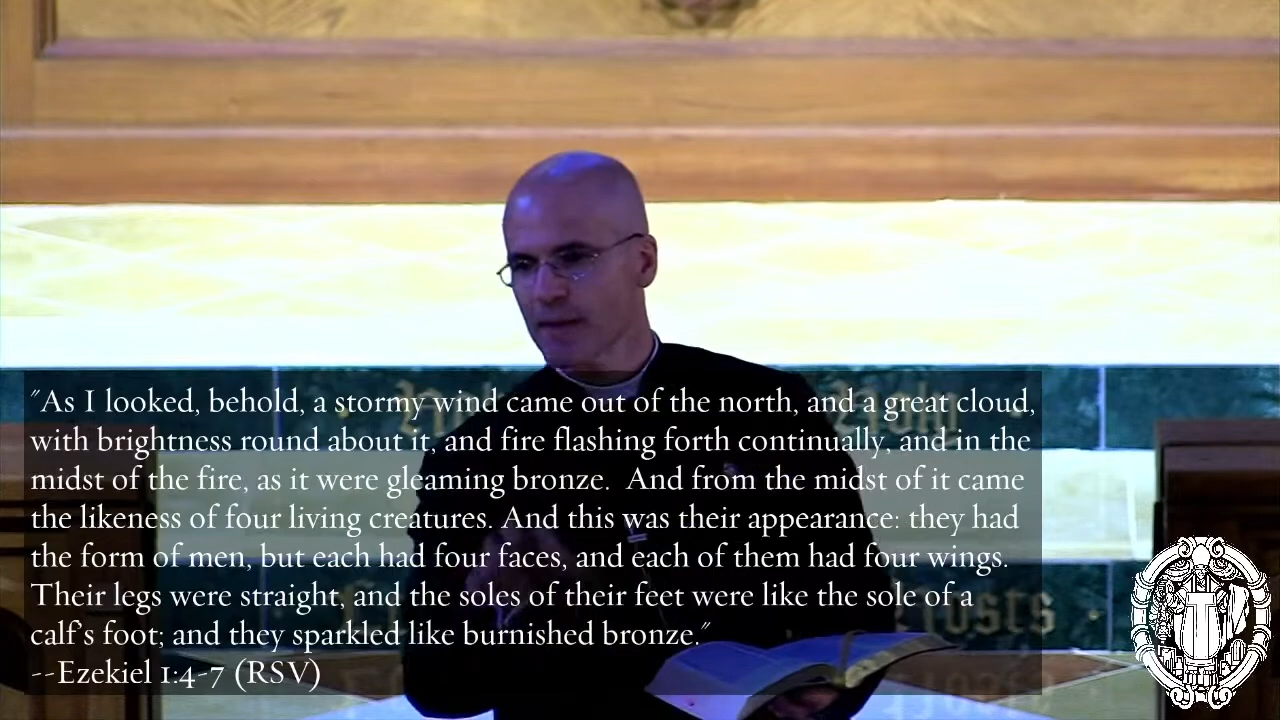 "As I looked, behold, a stormy wind came out of the north, and a great cloud,
with brightness round about it, and fire flashing forth continually, and in the
midst of the fire, as it were gleaming bronze.  And from the midst of it came
the likeness of four living creatures. And this was their appearance: they had
the form of men, but each had four faces, and each of them had four wings.
Their legs were straight, and the soles of their feet were like the sole of a
calf's foot; and they sparkled like burnished bronze."
--Ezekiel 1:4-7 (RSV)